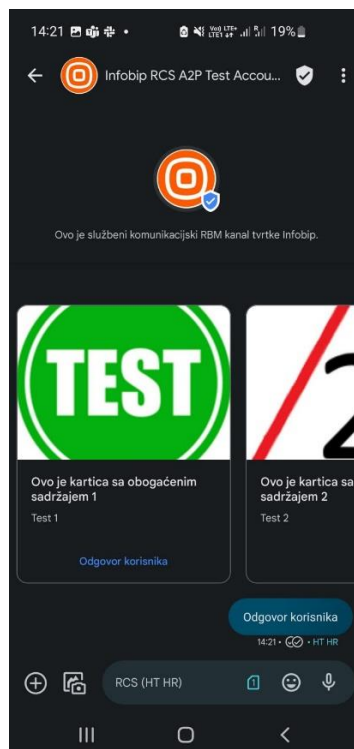 14:21
19%
Infobip RCS A2P Test Accou...
Ovo je službeni komunikacijski RBM kanal tvrtke Infobip.
TEST
2
Ovo je kartica sa obogaćenim
sadržajem 1
Test 1
Odgovor korisnika
Ovo je kartica sa
sadržajem 2
Test 2
Odgovor korisnika
14:21 • HT HR
RCS (HT HR)
1